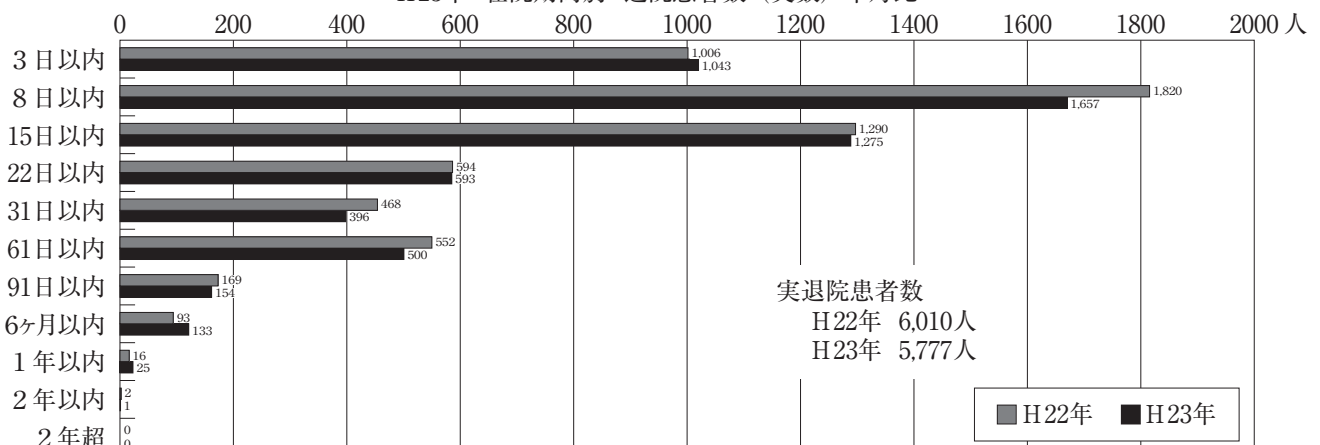 0 200 400 600 800 1000 1200 1400 1600 1800 2000 人
3日以内 1,006 1,043
8日以内 1,820 1,657
15日以内 1,290 1,275
22日以内 594 593
31日以内 468 396
61日以内 552 500
91日以内 169 154
6ヶ月以内 93 133
1年以内 16 25
2年以内 2 1
2年超 0 0
実退院患者数
H22年 6,010人
H23年 5,777人
H22年 H23年